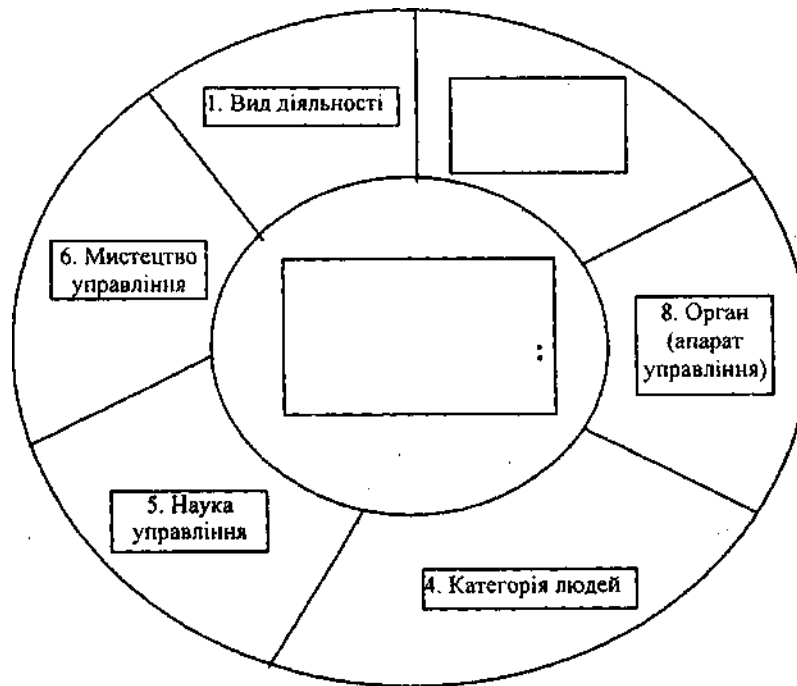 1. Вид діяльності
6. Мистецтво
управління
8. Орган
(апарат
управління)
5. Наука
управління
4. Категорія людей